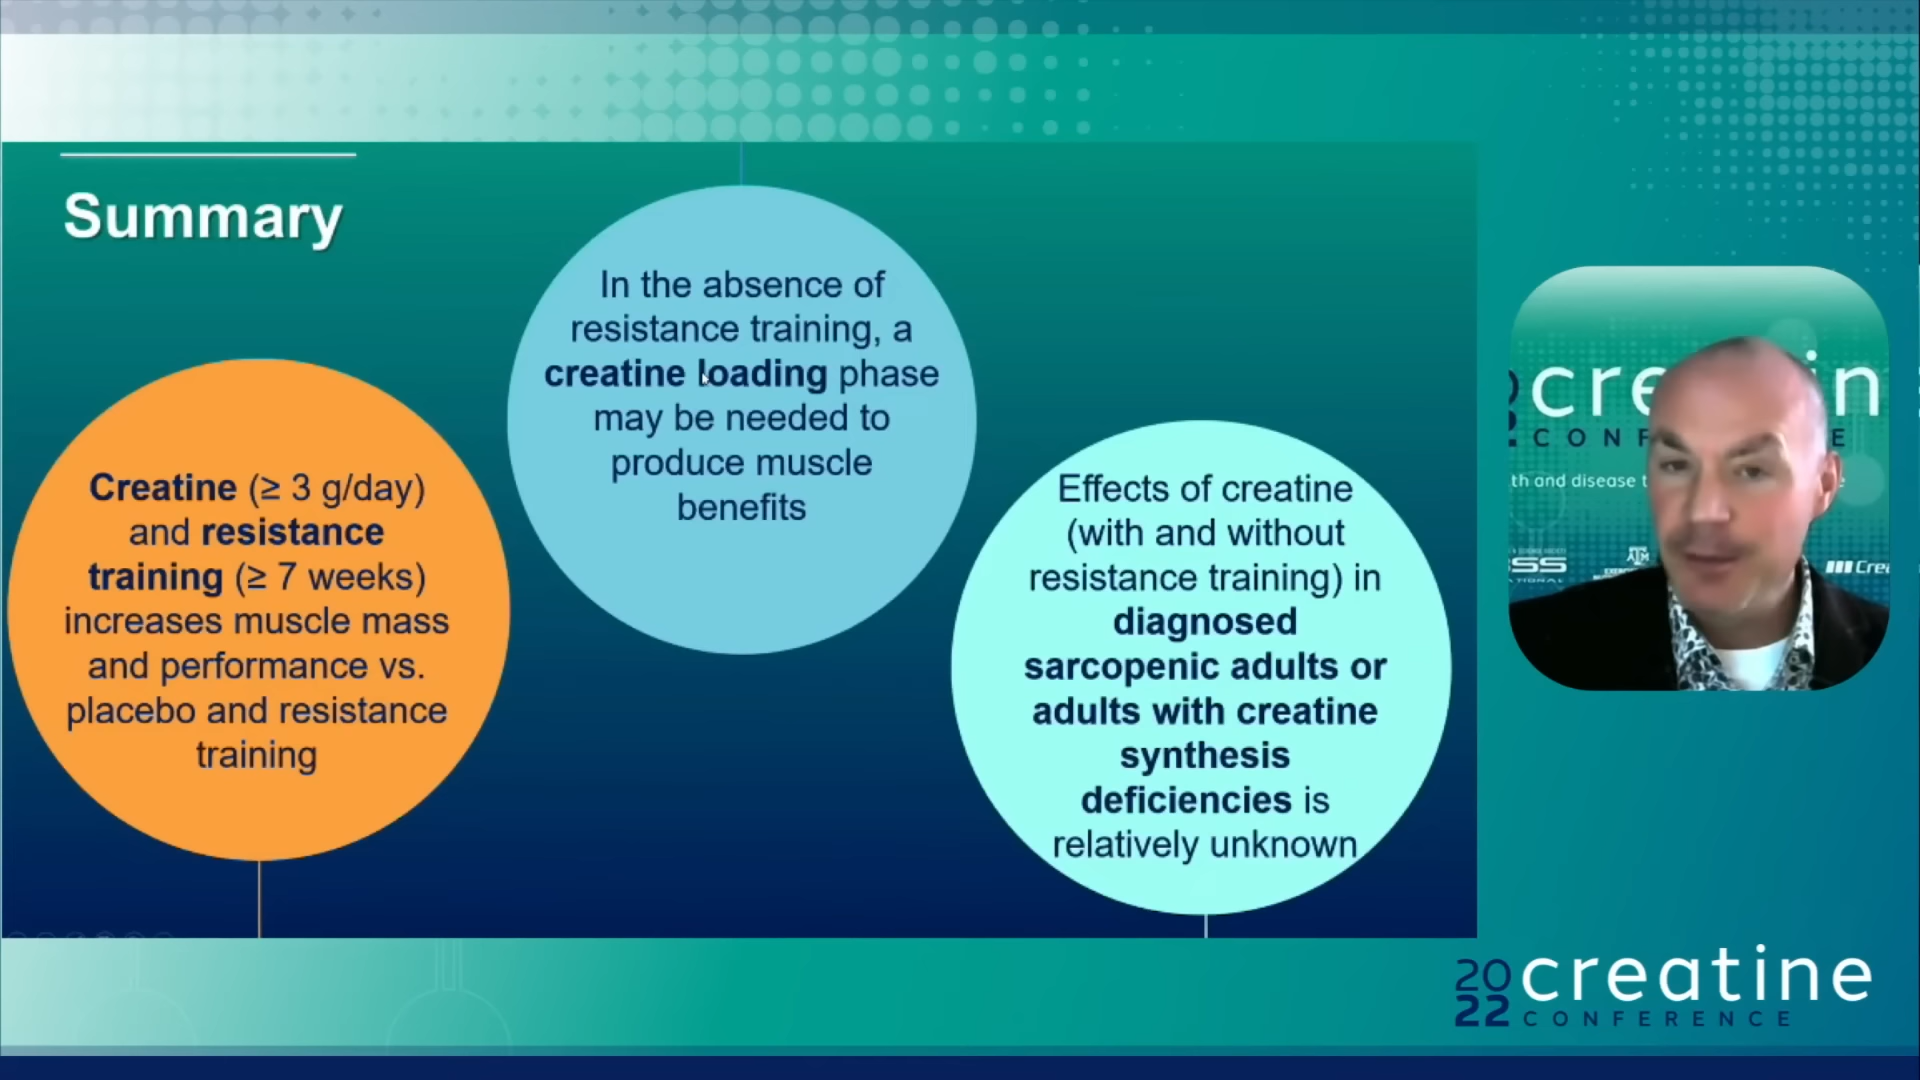 Summary
Creatine (≥ 3 g/day)
and resistance
training (≥ 7 weeks)
increases muscle mass
and performance vs.
placebo and resistance
training
In the absence of
resistance training, a
creatine loading phase
may be needed to
produce muscle
benefits
Effects of creatine
(with and without
resistance training) in
diagnosed
sarcopenic adults or
adults with creatine
synthesis
deficiencies is
relatively unknown
th and disease
2022 creatine
CONFERENCE